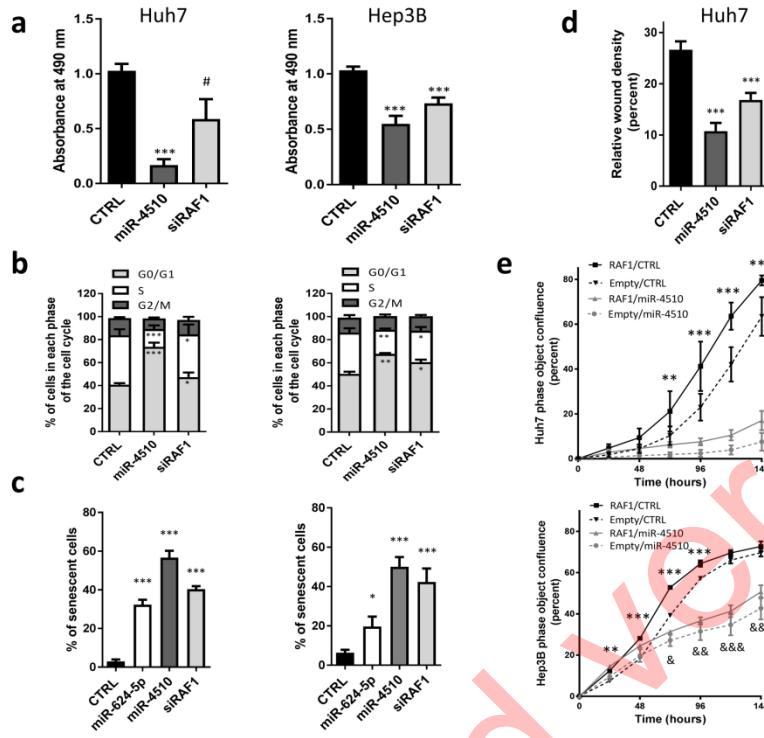 a
Huh7
Absorbance at 490 nm
1.0
0.5
0.0
***
#
CTRL
miR-4510
siRAF1
Hep3B
Absorbance at 490 nm
1.0
0.5
0.0
***
***
CTRL
miR-4510
siRAF1
d
Huh7
Relative wound density
(percent)
30
20
10
0
***
***
CTRL
miR-4510
siRAF1
b
G0/G1
S
G2/M
% of cells in each phase
of the cell cycle
100
80
60
40
20
0
***
***
*
*
CTRL
miR-4510
siRAF1
G0/G1
S
G2/M
% of cells in each phase
of the cell cycle
100
80
60
40
20
0
**
**
*
*
CTRL
miR-4510
siRAF1
c
% of senescent cells
80
60
40
20
0
***
***
***
CTRL
miR-624-5p
miR-4510
siRAF1
% of senescent cells
80
60
40
20
0
*
***
***
CTRL
miR-624-5p
miR-4510
siRAF1
e
RAF1/CTRL
Empty/CTRL
RAF1/miR-4510
Empty/miR-4510
Huh7 phase object confluence
(percent)
80
60
40
20
0
**
***
***
**
0
48
96
14
Time (hours)
RAF1/CTRL
Empty/CTRL
RAF1/miR-4510
Empty/miR-4510
Hep3B phase object confluence
(percent)
80
60
40
20
0
**
***
***
***
&
&&
&&&
&&
0
48
96
14
Time (hours)
d ver